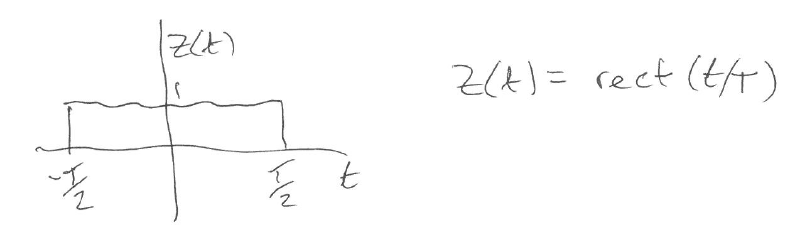 z(t)
1
z(t) = rect (t/T)
-T/2
T/2
t